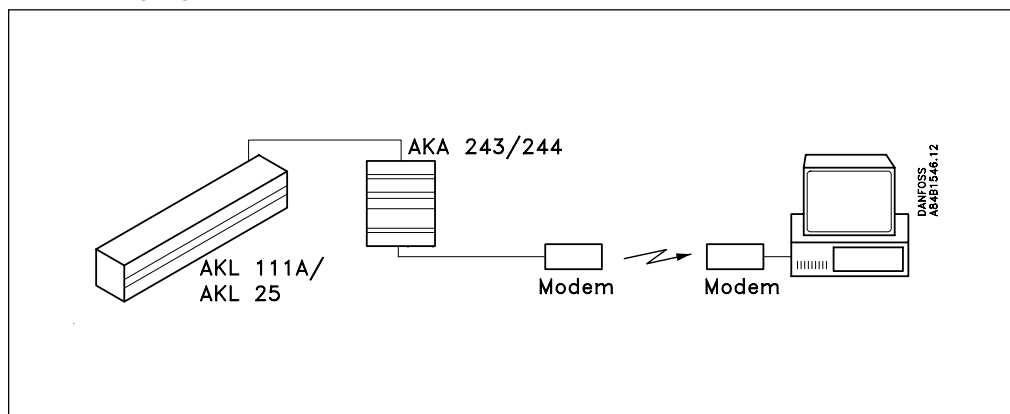 AKA 243/244
AKL 111A/
AKL 25
Modem
Modem
DANFOSS
A84B1546.12